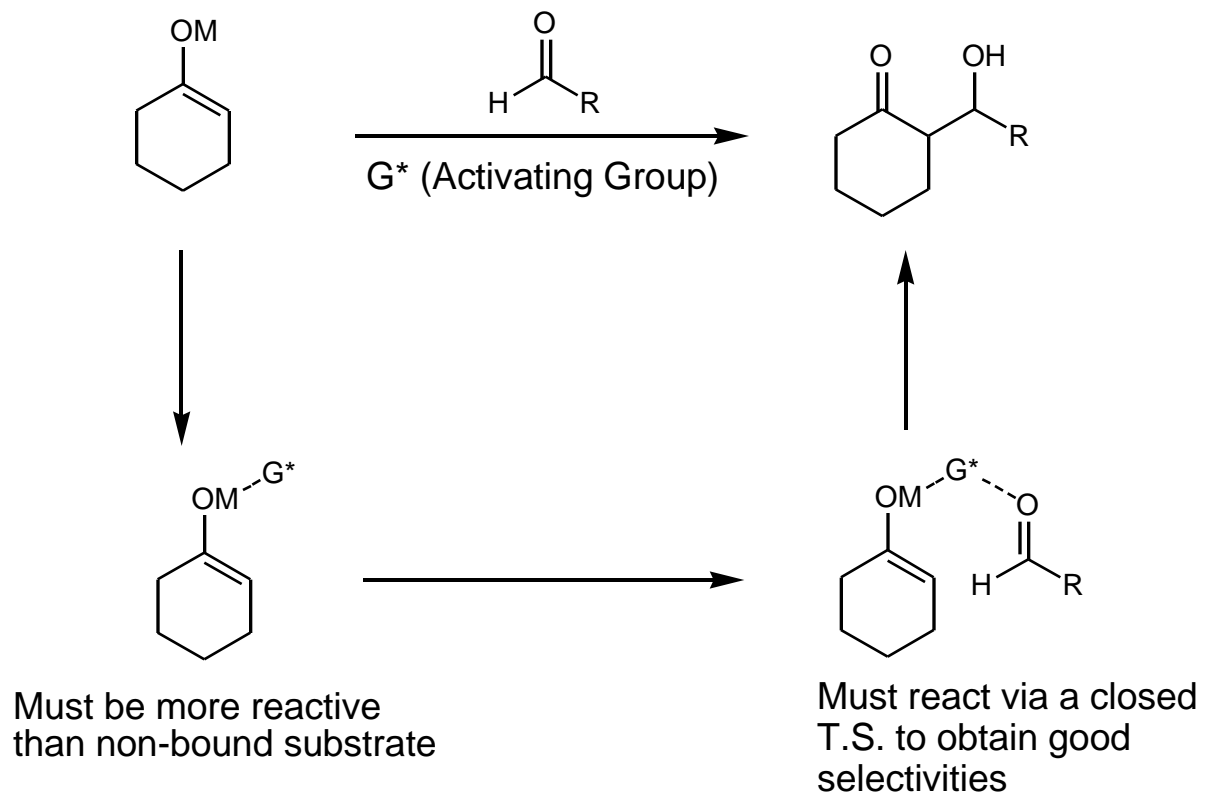 OM
O
H
R
G* (Activating Group)
O
OH
R
G*
OM
Must be more reactive
than non-bound substrate
G*
OM
O
H
R
Must react via a closed
T.S. to obtain good
selectivities